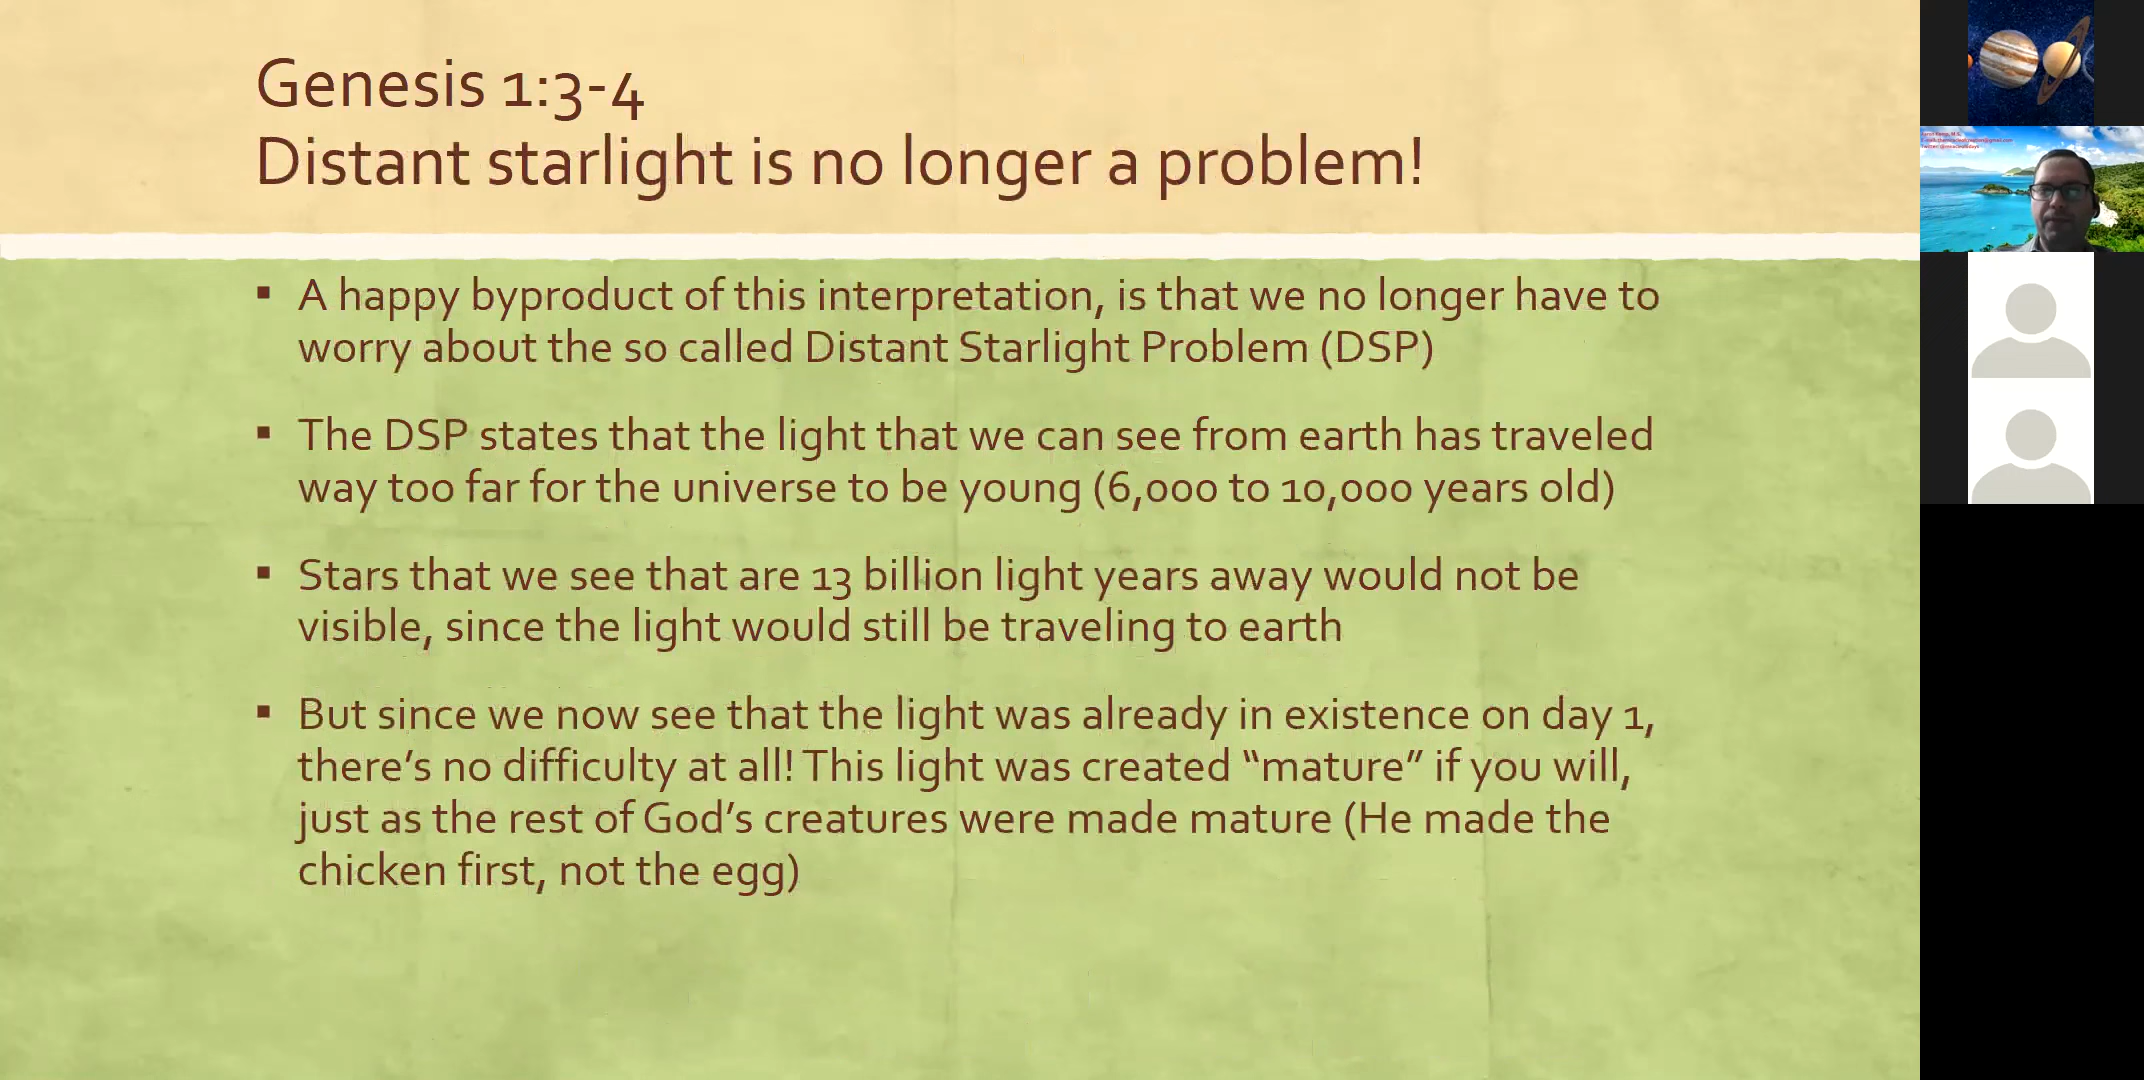 Genesis 1:3-4
Distant starlight is no longer a problem!
▪ A happy byproduct of this interpretation, is that we no longer have to
worry about the so called Distant Starlight Problem (DSP)
▪ The DSP states that the light that we can see from earth has traveled
way too far for the universe to be young (6,000 to 10,000 years old)
▪ Stars that we see that are 13 billion light years away would not be
visible, since the light would still be traveling to earth
▪ But since we now see that the light was already in existence on day 1,
there's no difficulty at all! This light was created “mature” if you will,
just as the rest of God's creatures were made mature (He made the
chicken first, not the egg)